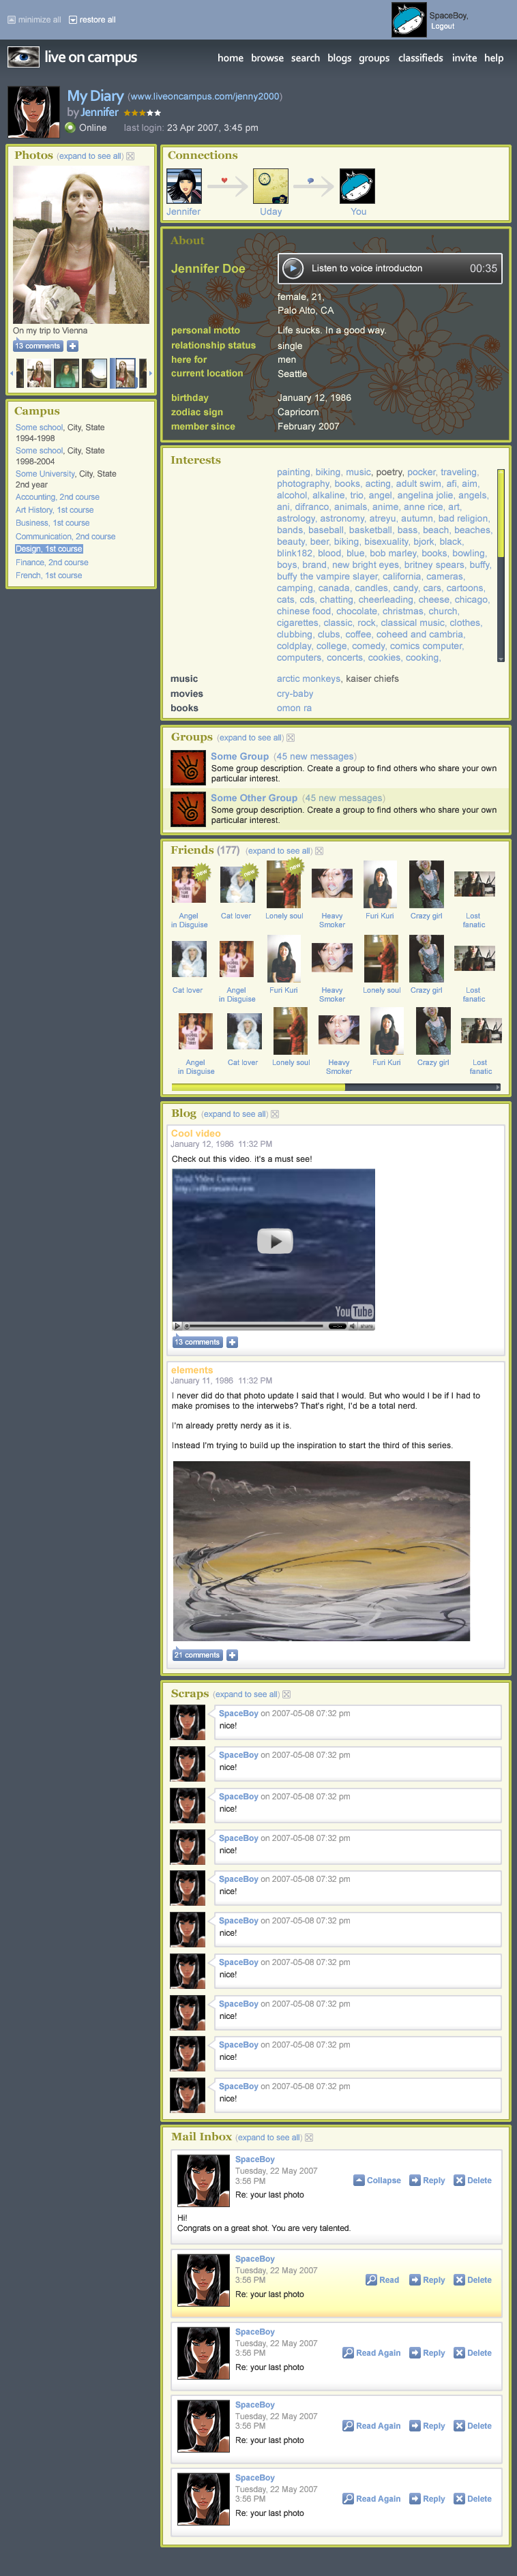 minimize all restore all
SpaceBoy,
Logout
live on campus
home browse search blogs groups classifieds invite help
My Diary (www.liveoncampus.com/jenny2000)
by Jennifer
Online last login: 23 Apr 2007, 3:45 pm
Photos (expand to see all)
On my trip to Vienna
13 comments
Campus
Some school, City, State
1994-1998
Some school, City, State
1998-2004
Some University, City, State
2nd year
Accounting, 2nd course
Art History, 1st course
Business, 1st course
Communication, 2nd course
Design, 1st course
Finance, 2nd course
French, 1st course
Connections
Jennifer Uday You
About
Jennifer Doe
Listen to voice introducton 00:35
female, 21,
Palo Alto, CA
personal motto Life sucks. In a good way.
relationship status single
here for men
current location Seattle
birthday January 12, 1986
zodiac sign Capricorn
member since February 2007
Interests
painting, biking, music, poetry, pocker, traveling,
photography, books, acting, adult swim, afi, aim,
alcohol, alkaline, trio, angel, angelina jolie, angels,
ani, difranco, animals, anime, anne rice, art,
astrology, astronomy, atreyu, autumn, bad religion,
bands, baseball, basketball, bass, beach, beaches,
beauty, beer, biking, bisexuality, bjork, black,
blink182, blood, blue, bob marley, books, bowling,
boys, brand, new bright eyes, britney spears, buffy,
buffy the vampire slayer, california, cameras,
camping, canada, candles, candy, cars, cartoons,
cats, cds, chatting, cheerleading, cheese, chicago,
chinese food, chocolate, christmas, church,
cigarettes, classic, rock, classical music, clothes,
clubbing, clubs, coffee, coheed and cambria,
coldplay, college, comedy, comics computer,
computers, concerts, cookies, cooking,
music arctic monkeys, kaiser chiefs
movies cry-baby
books omon ra
Groups (expand to see all)
Some Group (45 new messages)
Some group description. Create a group to find others who share your own
particular interest.
Some Other Group (45 new messages)
Some group description. Create a group to find others who share your own
particular interest.
Friends (177) (expand to see all)
Angel in Disguise Cat lover Lonely soul Heavy Smoker Furi Kuri Crazy girl Lost fanatic
Cat lover Angel in Disguise Furi Kuri Heavy Smoker Lonely soul Crazy girl Lost fanatic
Angel in Disguise Cat lover Lonely soul Heavy Smoker Furi Kuri Crazy girl Lost fanatic
Blog (expand to see all)
Cool video
January 12, 1986 11:32 PM
Check out this video. it's a must see!
Total Video Converter
YouTube
13 comments
elements
January 11, 1986 11:32 PM
I never did do that photo update I said that I would. But who would I be if I had to
make promises to the interwebs? That's right, I'd be a total nerd.
I'm already pretty nerdy as it is.
Instead I'm trying to build up the inspiration to start the third of this series.
21 comments
Scraps (expand to see all)
SpaceBoy on 2007-05-08 07:32 pm
nice!
SpaceBoy on 2007-05-08 07:32 pm
nice!
SpaceBoy on 2007-05-08 07:32 pm
nice!
SpaceBoy on 2007-05-08 07:32 pm
nice!
SpaceBoy on 2007-05-08 07:32 pm
nice!
SpaceBoy on 2007-05-08 07:32 pm
nice!
SpaceBoy on 2007-05-08 07:32 pm
nice!
SpaceBoy on 2007-05-08 07:32 pm
nice!
SpaceBoy on 2007-05-08 07:32 pm
nice!
SpaceBoy on 2007-05-08 07:32 pm
nice!
Mail Inbox (expand to see all)
SpaceBoy
Tuesday, 22 May 2007
3:56 PM Collapse Reply Delete
Re: your last photo
Hi!
Congrats on a great shot. You are very talented.
SpaceBoy
Tuesday, 22 May 2007
3:56 PM Read Reply Delete
Re: your last photo
SpaceBoy
Tuesday, 22 May 2007
3:56 PM Read Again Reply Delete
Re: your last photo
SpaceBoy
Tuesday, 22 May 2007
3:56 PM Read Again Reply Delete
Re: your last photo
SpaceBoy
Tuesday, 22 May 2007
3:56 PM Read Again Reply Delete
Re: your last photo